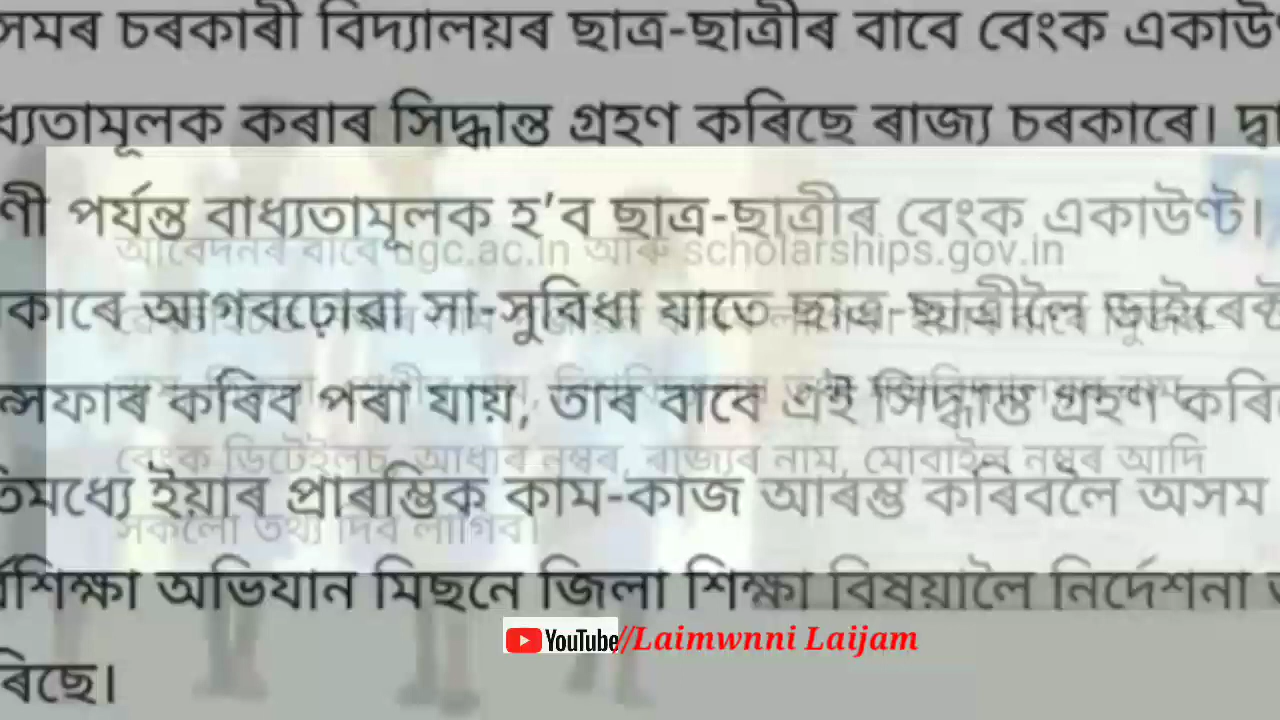 সমৰ চৰকাৰী বিদ্যালয়ৰ ছাত্ৰ-ছাত্ৰীৰ বাবে বেংক একাউ
ধ্যতামূলক কৰাৰ সিদ্ধান্ত গ্ৰহণ কৰিছে ৰাজ্য চৰকাৰে। দ্বা
ণী পৰ্যন্ত বাধ্যতামূলক হ'ব ছাত্ৰ-ছাত্ৰীৰ বেংক একাউণ্ট।
আবেদনৰ বাবে ugc.ac.in আৰু scholarships.gov.in
কাৰে আগবঢ়োৱা সা-সুবিধা যাতে ছাত্ৰ-ছাত্ৰীলৈ ডাইৰেক্ট
ন্সফাৰ কৰিব পৰা যায়, তাৰ বাবে এই সিদ্ধান্ত গ্ৰহণ কৰি
বেংক ডিটেইলচ, আধাৰ নম্বৰ, ৰাজ্যৰ নাম, মোবাইল নম্বৰ আদি
তিমধ্যে ইয়াৰ প্ৰাৰম্ভিক কাম-কাজ আৰম্ভ কৰিবলৈ অসম
সকলো তথ্য দিব লাগিব।
ৰ্বশিক্ষা অভিযান মিছনে জিলা শিক্ষা বিষয়ালৈ নিৰ্দেশনা
YouTube//Laimwnni Laijam
ৰিছে।